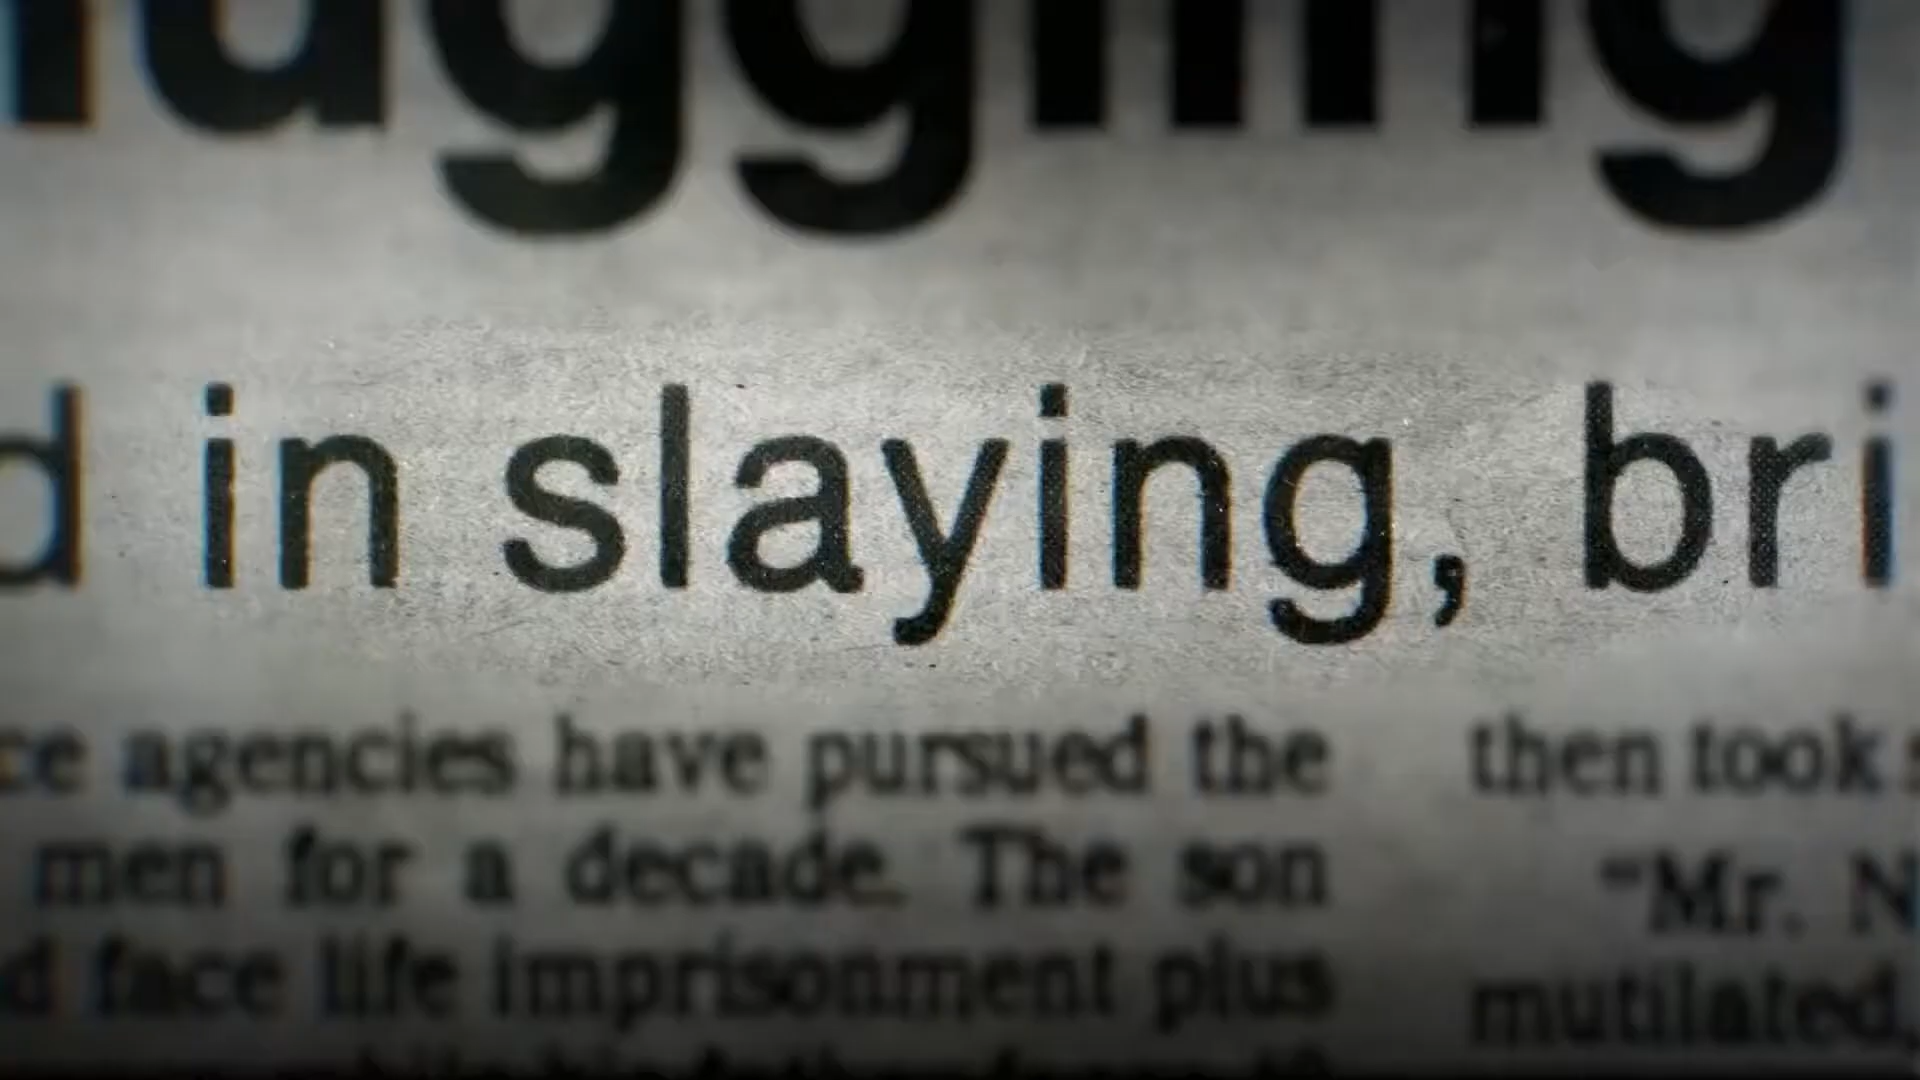 uggling
d in slaying, bri
ce agencies have pursued the
men for a decade. The son
d face life imprisonment plus
then took s
"Mr. N
mutilated,